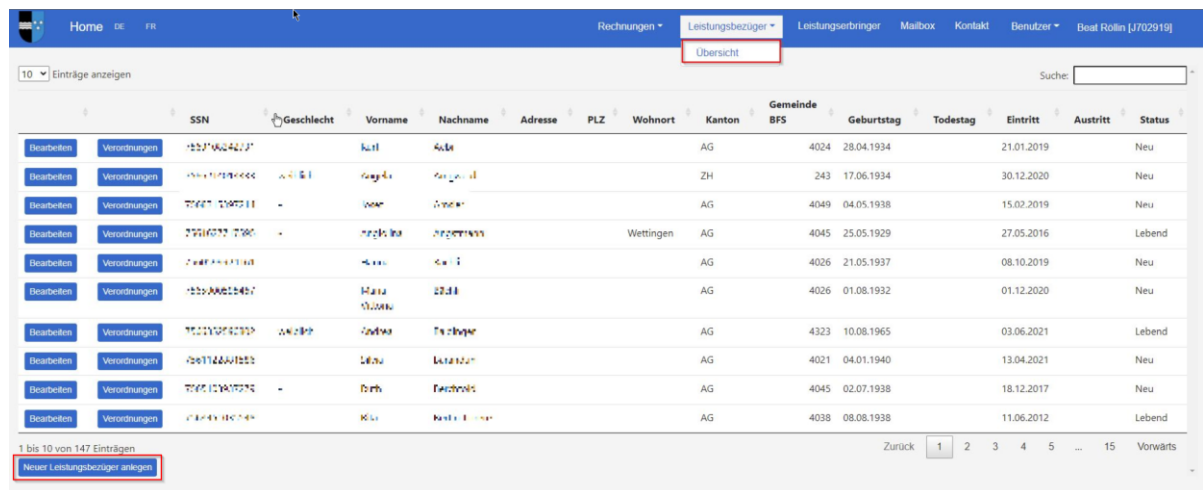 Home DE FR Rechnungen Leistungsbezüger Leistungserbringer Mailbox Kontakt Benutzer Beat Röllin [J702919]
Übersicht
10 Einträge anzeigen Suche:
SSN Geschlecht Vorname Nachname Adresse PLZ Wohnort Kanton Gemeinde BFS Geburtstag Todestag Eintritt Austritt Status
Bearbeiten Verordnungen AG 4024 28.04.1934 21.01.2019 Neu
Bearbeiten Verordnungen ZH 243 17.06.1934 30.12.2020 Neu
Bearbeiten Verordnungen - AG 4049 04.05.1938 15.02.2019 Neu
Bearbeiten Verordnungen - Wettingen AG 4045 25.05.1929 27.05.2016 Lebend
Bearbeiten Verordnungen AG 4026 21.05.1937 08.10.2019 Neu
Bearbeiten Verordnungen AG 4026 01.08.1932 01.12.2020 Neu
Bearbeiten Verordnungen AG 4323 10.08.1965 03.06.2021 Lebend
Bearbeiten Verordnungen AG 4021 04.01.1940 13.04.2021 Neu
Bearbeiten Verordnungen - AG 4045 02.07.1938 18.12.2017 Neu
Bearbeiten Verordnungen AG 4038 08.08.1938 11.06.2012 Lebend
1 bis 10 von 147 Einträgen Zurück 1 2 3 4 5 ... 15 Vorwärts
Neuer Leistungsbezüger anlegen